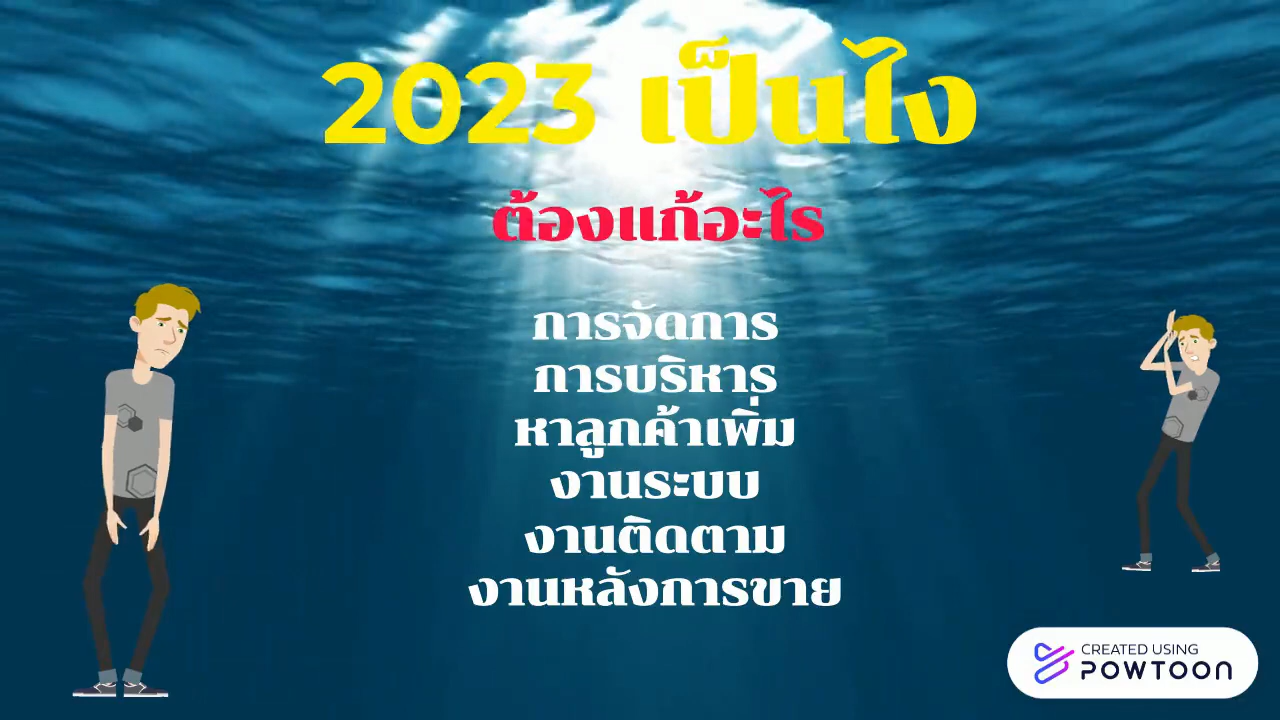 2023 เป็นไง
ต้องแก้อะไร
การจัดการ
การบริหาร
หาลูกค้าเพิ่ม
งานระบบ
งานติดตาม
งานหลังการขาย
CREATED USING
POWTOON